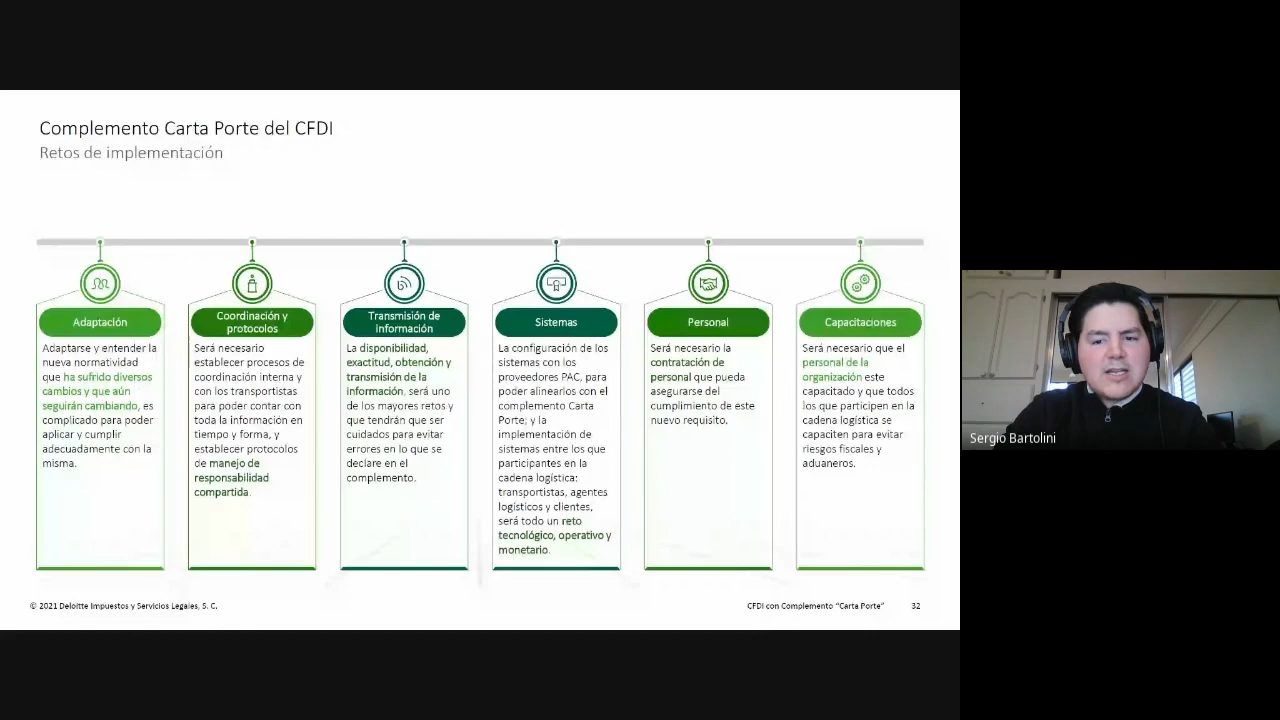 Complemento Carta Porte del CFDI
Retos de implementación
Adaptación
Adaptarse y entender la
nueva normatividad
que ha sufrido diversos
cambios y que aún
seguirán cambiando, es
complicado para poder
aplicar y cumplir
adecuadamente con la
misma.
Coordinación y
protocolos
Será necesario
establecer procesos de
coordinación interna y
con los transportistas
para poder contar con
toda la información en
tiempo y forma, y
establecer protocolos
de manejo de
responsabilidad
compartida.
Transmisión de
información
La disponibilidad,
exactitud, obtención y
transmisión de la
información, será uno
de los mayores retos y
que tendrán que ser
cuidados para evitar
errores en lo que se
declare en el
complemento.
Sistemas
La configuración de los
sistemas con los
proveedores PAC, para
poder alinearlos con el
complemento Carta
Porte; y la
implementación de
sistemas entre los que
participantes en la
cadena logística:
transportistas, agentes
logísticos y clientes,
será todo un reto
tecnológico, operativo y
monetario.
Personal
Será necesario la
contratación de
personal que pueda
asegurarse del
cumplimiento de este
nuevo requisito.
Capacitaciones
Será necesario que el
personal de la
organización este
capacitado y que todos
los que participen en la
cadena logística se
capaciten para evitar
riesgos fiscales y
aduaneros.
© 2021 Deloitte Impuestos y Servicios Legales, S. C.
CFDI con Complemento "Carta Porte"
32
Sergio Bartolini